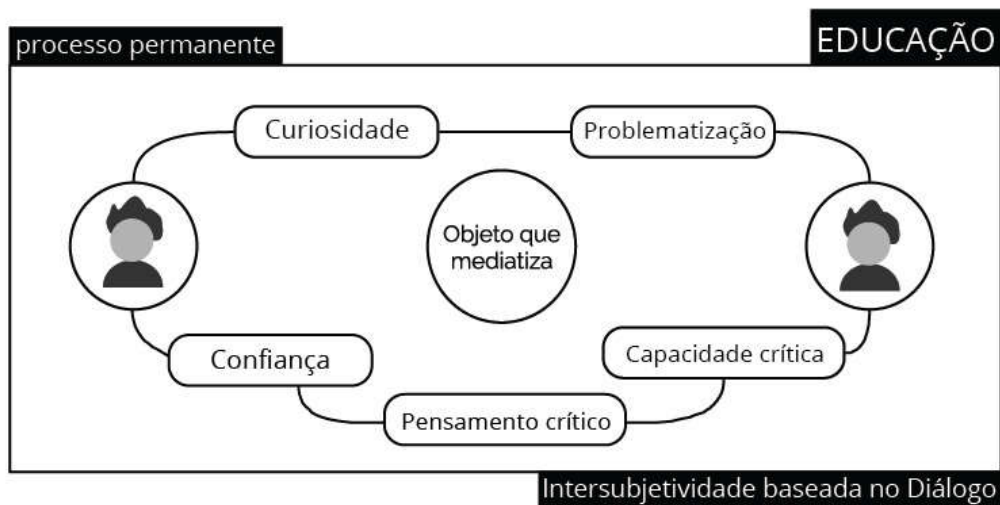 processo permanente
EDUCAÇÃO
Curiosidade
Problematização
Objeto que
mediatiza
Confiança
Capacidade crítica
Pensamento crítico
Intersubjetividade baseada no Diálogo